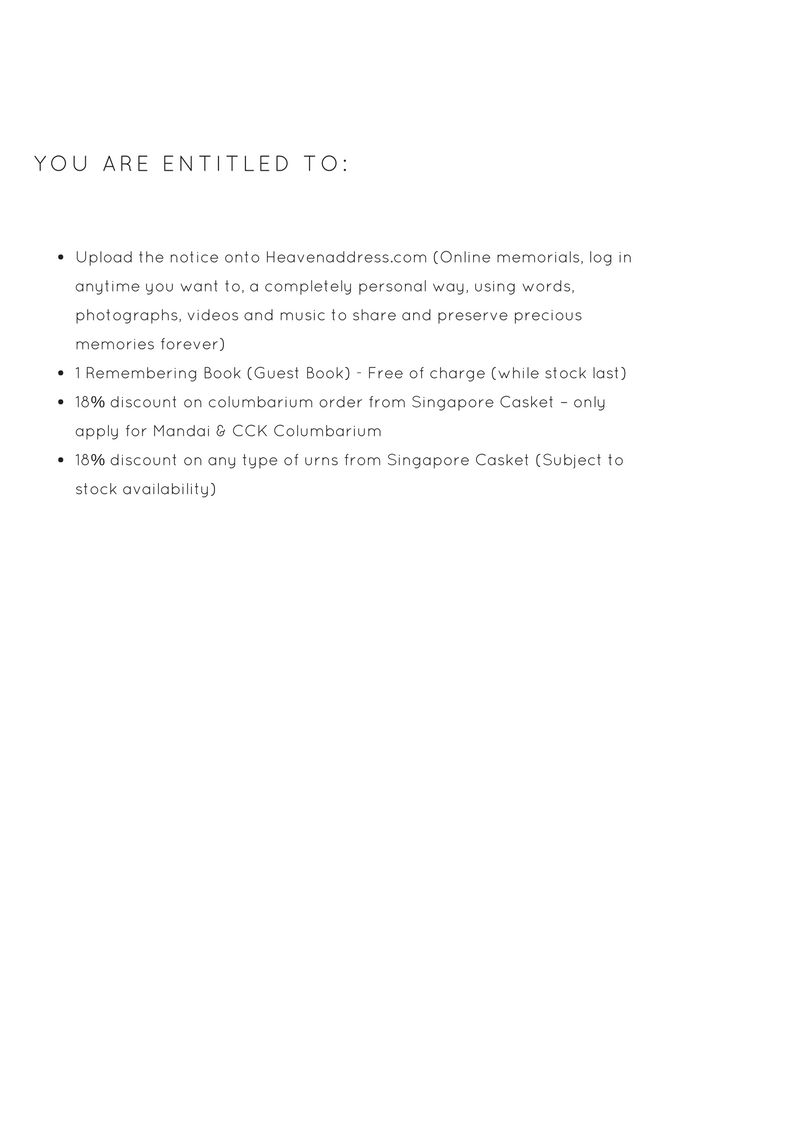 YOU ARE ENTITLED TO:
• Upload the notice onto Heavenaddress.com (Online memorials, log in
anytime you want to, a completely personal way, using words,
photographs, videos and music to share and preserve precious
memories forever)
• 1 Remembering Book (Guest Book) - Free of charge (while stock last)
• 18% discount on columbarium order from Singapore Casket – only
apply for Mandai & CCK Columbarium
• 18% discount on any type of urns from Singapore Casket (Subject to
stock availability)